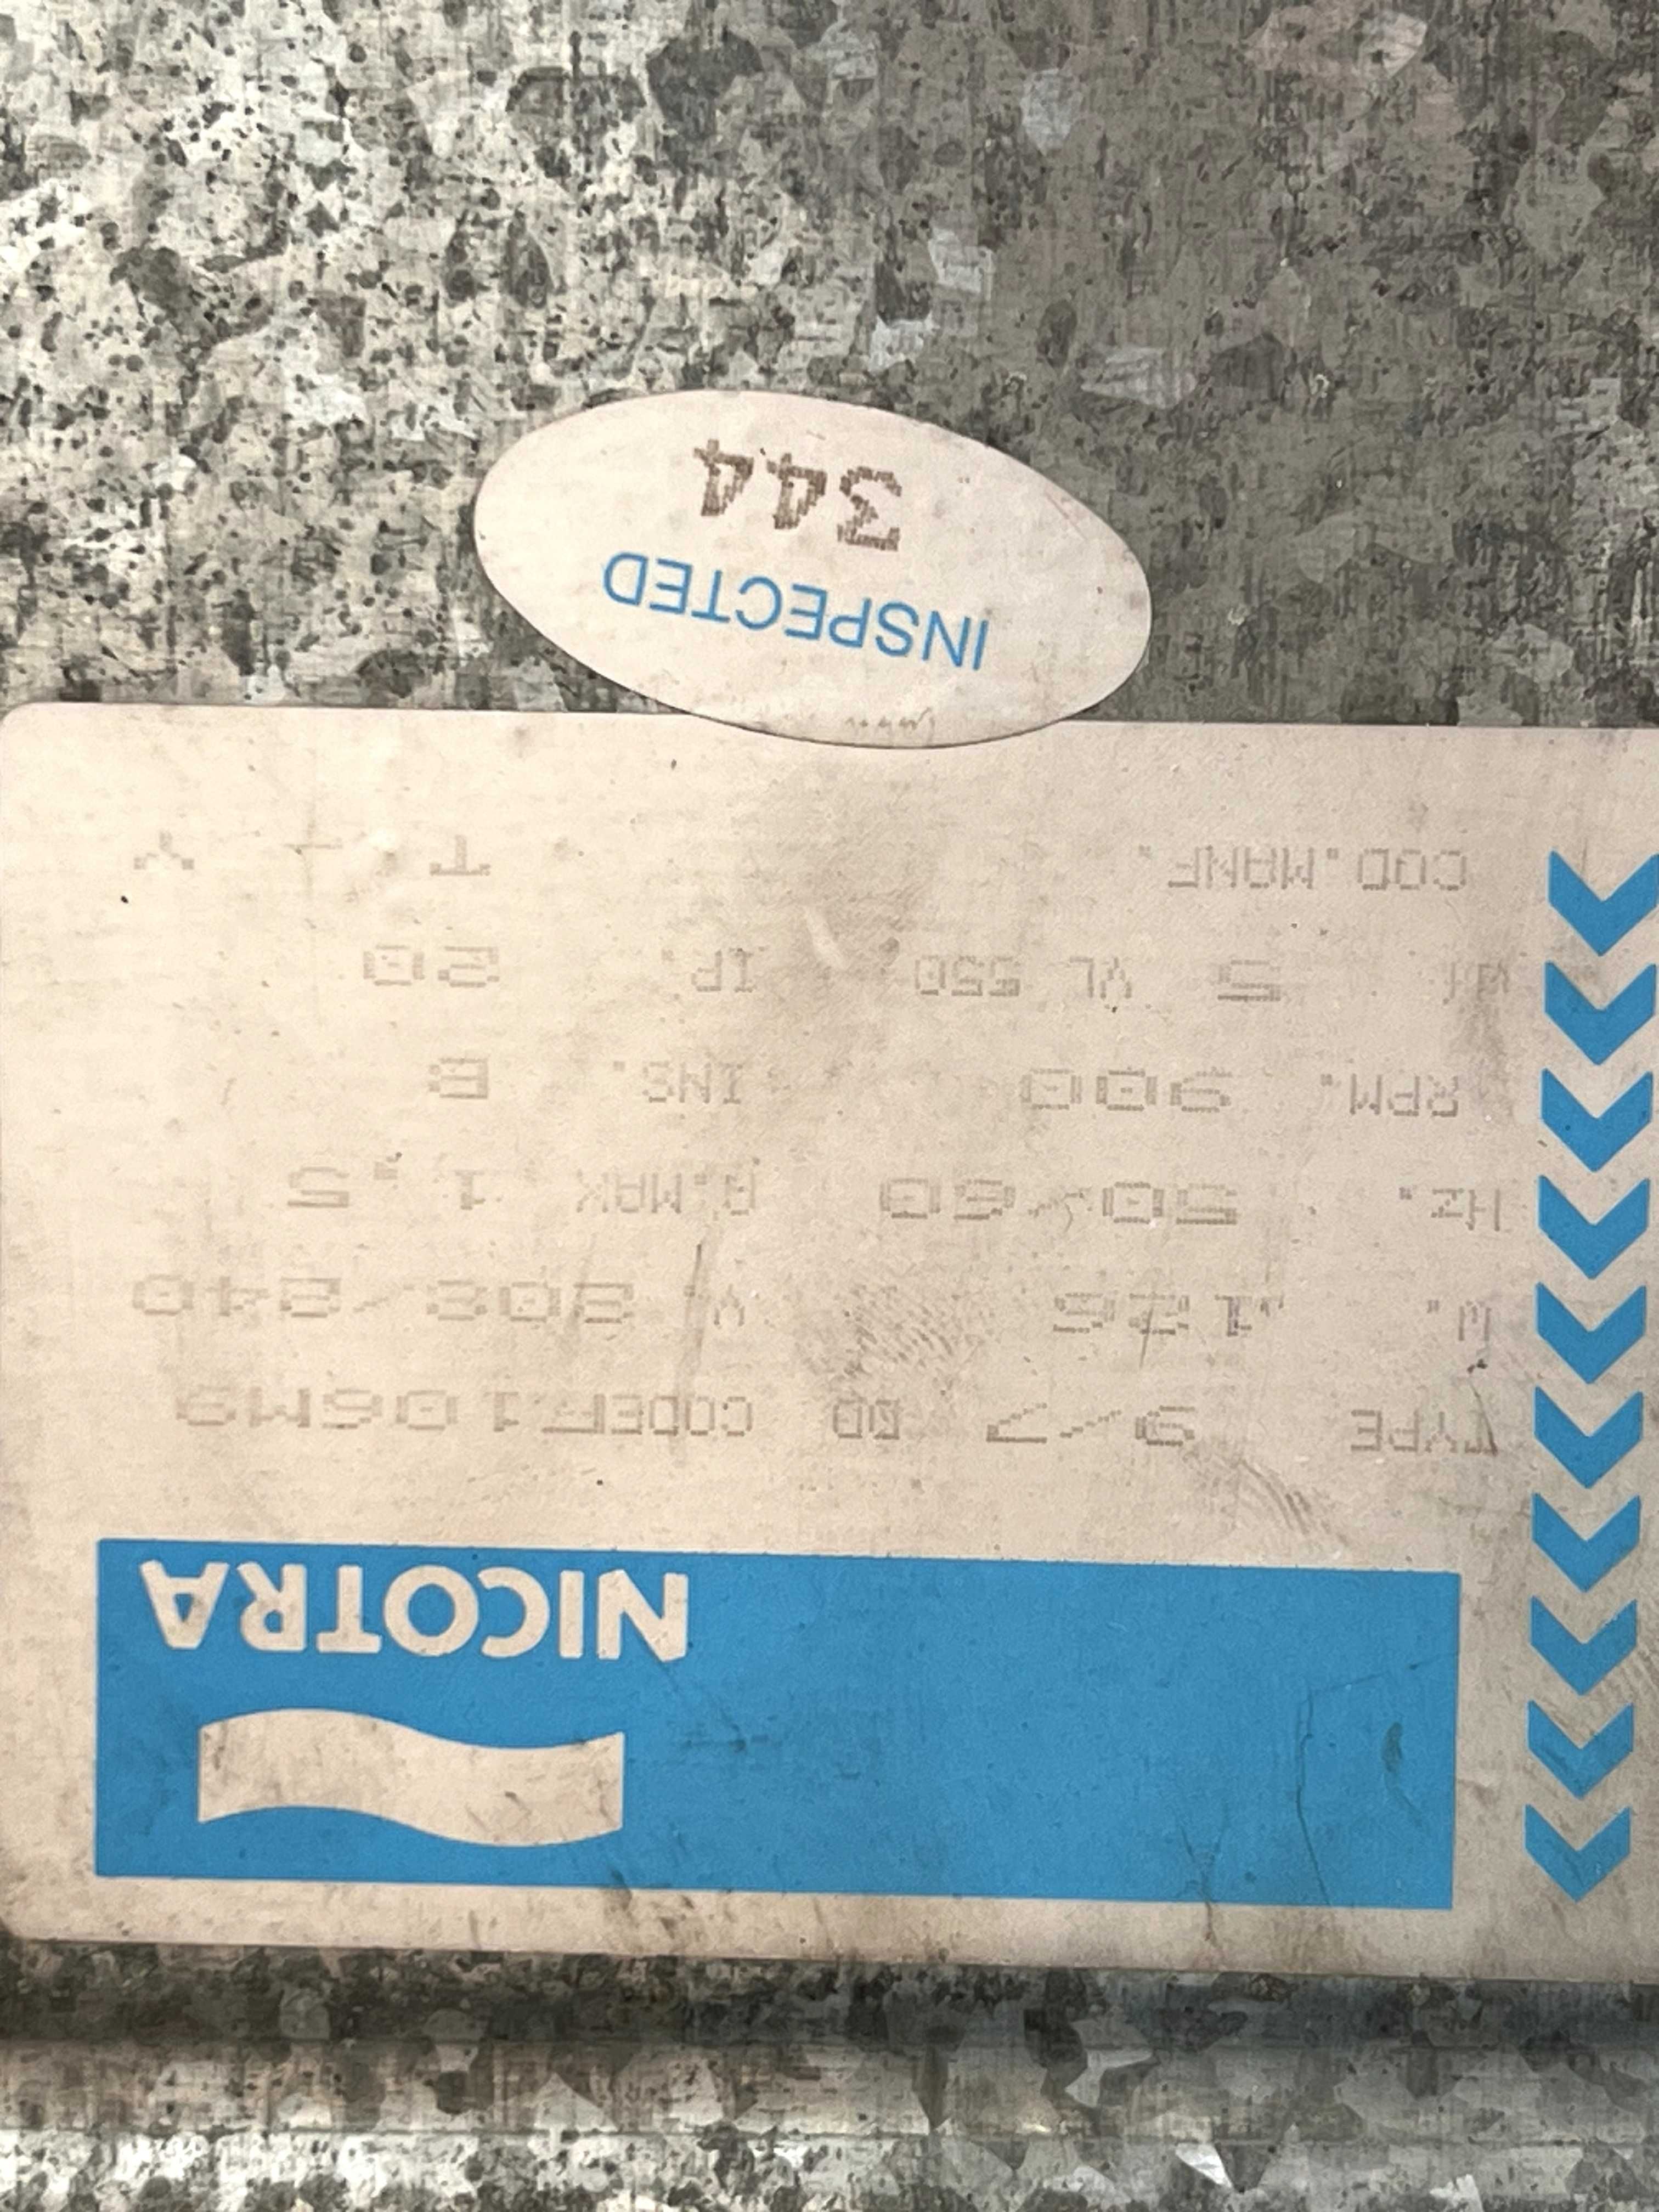 NICOTRA
TYPE 9/7 DD CODEF106M9
W. V. 208/240
Hz. 50/60 A.MAX 1.5
RPM. 900 INS. B
5 VL 550 IP. 20
COD.MANF. T Y
INSPECTED
344